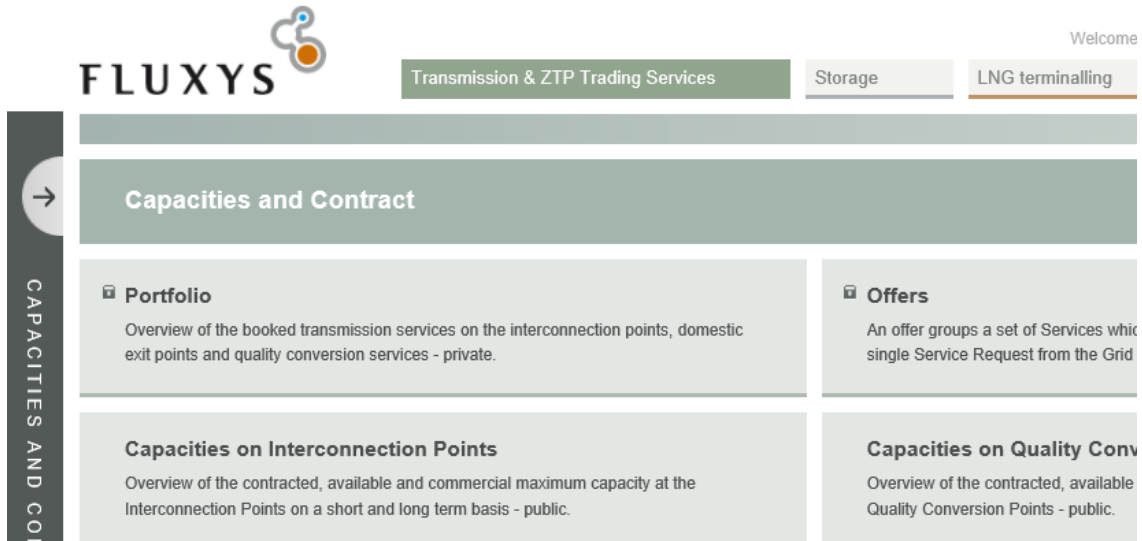 Welcome
FLUXYS
Transmission & ZTP Trading Services
Storage
LNG terminalling
Capacities and Contract
CAPACITIES AND
Portfolio
Overview of the booked transmission services on the interconnection points, domestic
exit points and quality conversion services - private.
Offers
An offer groups a set of Services
single Service Request from the Grid
Capacities on Interconnection Points
Overview of the contracted, available and commercial maximum capacity at the
Interconnection Points on a short and long term basis - public.
Capacities on Quality
Overview of the contracted, available
Quality Conversion Points - public.